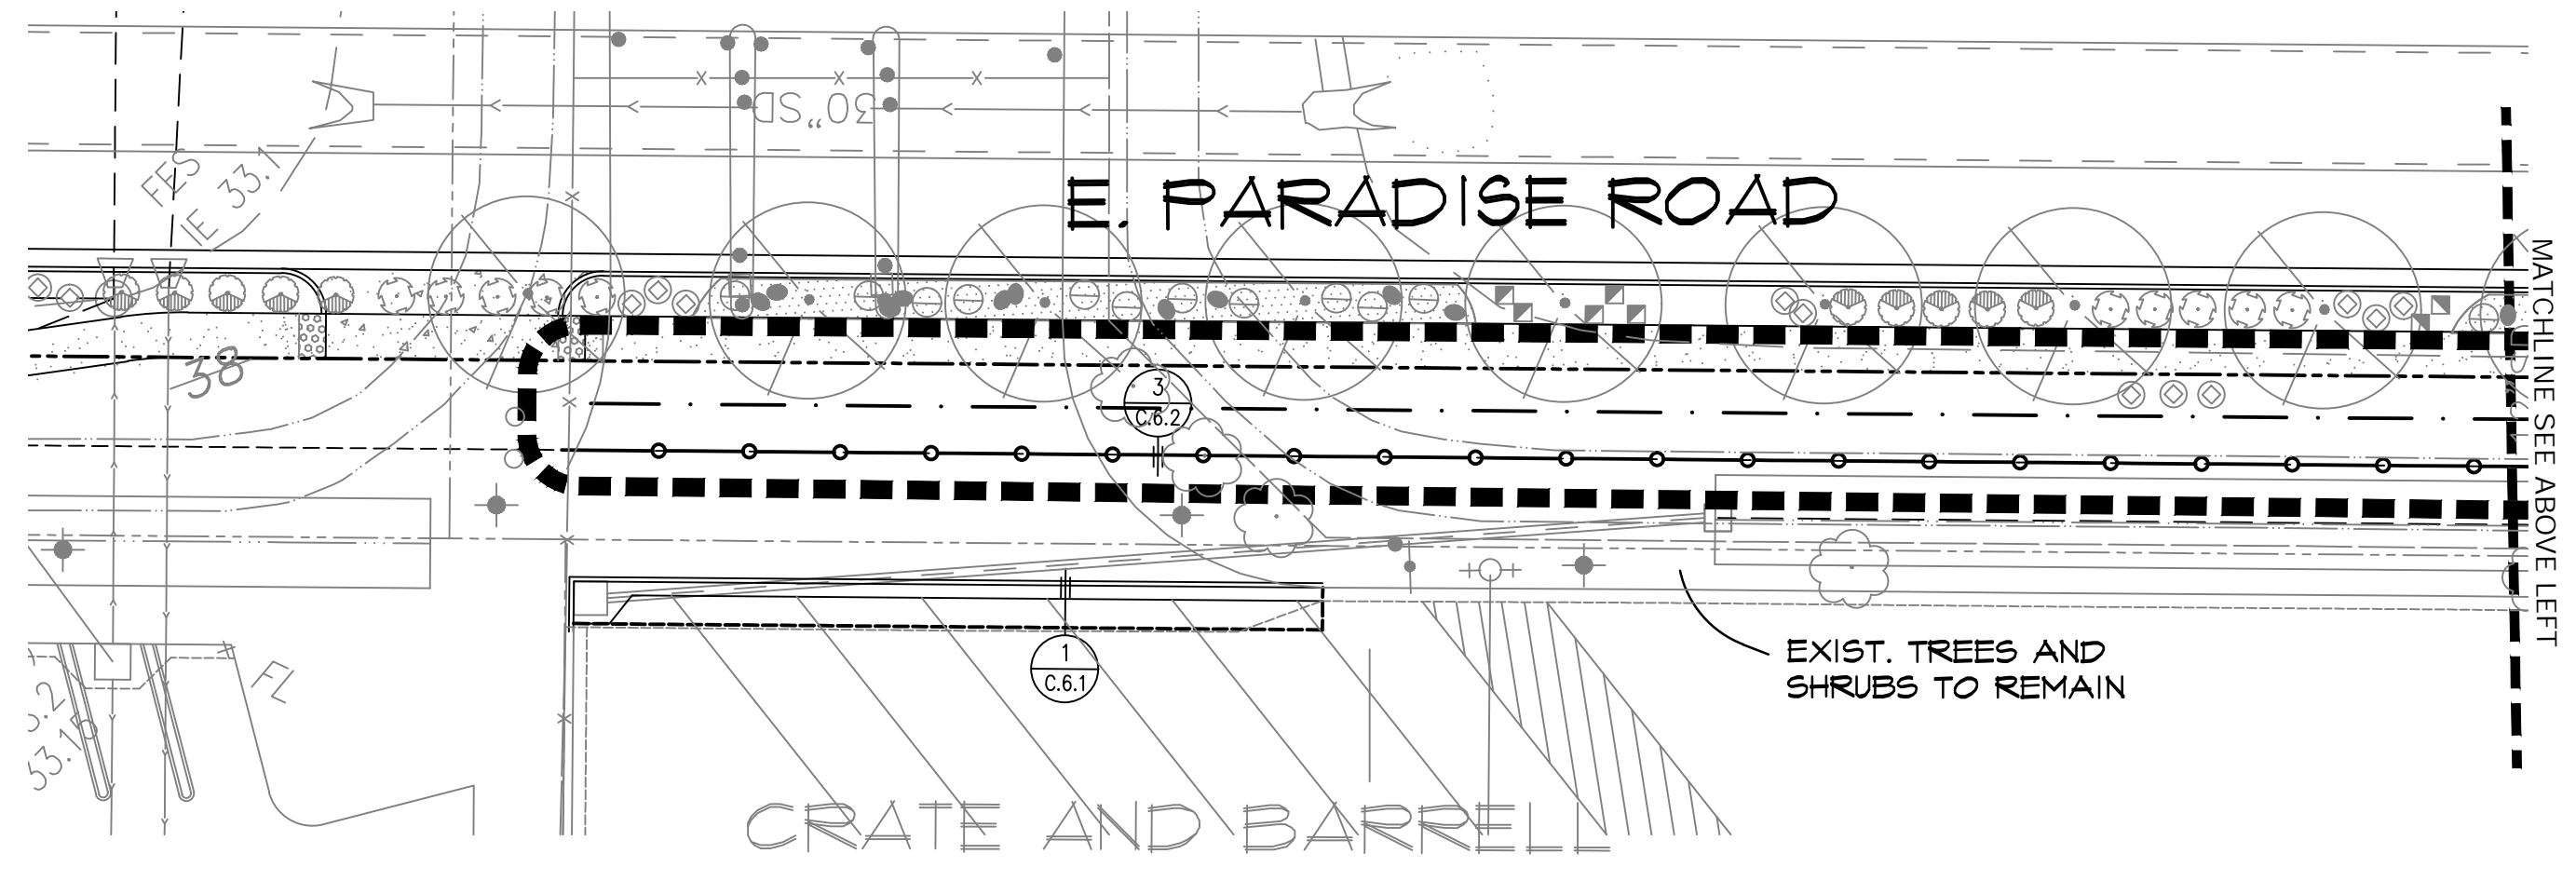 30"SD
FES
IE 33.1
E. PARADISE ROAD
MATCHLINE SEE ABOVE LEFT
38
3
C.6.2
1
C.6.1
EXIST. TREES AND
SHRUBS TO REMAIN
FL
CRATE AND BARRELL